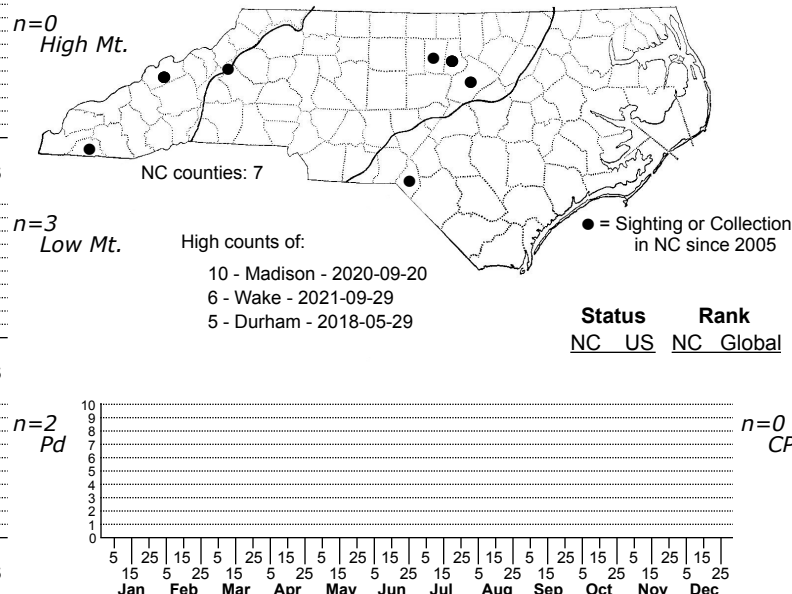 n=0
High Mt.
NC counties: 7
n=3
Low Mt.
High counts of:
10 - Madison - 2020-09-20
6 - Wake - 2021-09-29
5 - Durham - 2018-05-29
● = Sighting or Collection
in NC since 2005
Status Rank
NC US NC Global
n=2
Pd
10
9
8
7
6
5
4
3
2
1
0
n=0
CP
5 25 15 5 25 15 5 25 15 5 25 15 5 25 15 5 25 15
15 5 25 15 5 25 15 5 25 15 5 25 15 5 25 15 5 25
Jan Feb Mar Apr May Jun Jul Aug Sep Oct Nov Dec